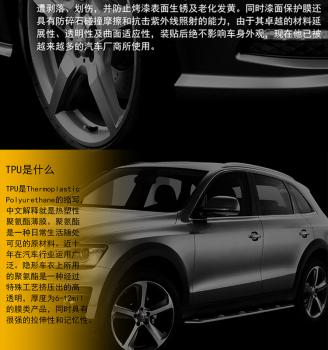 遭剥落、划伤，并防止烤漆表面生锈及老化发黄。同时漆面保护膜还
具有防碎石碰撞摩擦和抗击紫外线照射的能力，由于其卓越的材料延
展性、透明性及曲面适应性，装贴后绝不影响车身外观。现在他已被
越来越多的汽车厂商所使用。
TPU是什么
TPU是Thermoplastic
Polyurethane的缩写，
中文解释就是热塑性
聚氨酯薄膜。聚氨酯
是一种日常生活随处
可见的原材料。近十
年在汽车行业运用广
泛。隐形车衣上所用
的聚氨酯是一种经过
特殊工艺挤压出的高
透明，厚度为6-12mil
的膜类产品，同时具有
很强的拉伸性和记忆性。